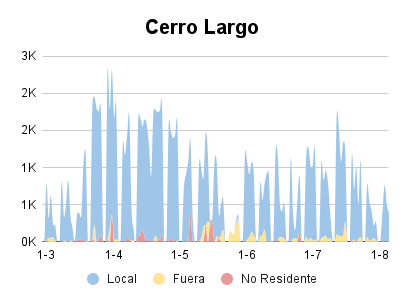 Cerro Largo
3K
2K
2K
1K
1K
0K
1-3 1-4 1-5 1-6 1-7 1-8
Local Fuera No Residente